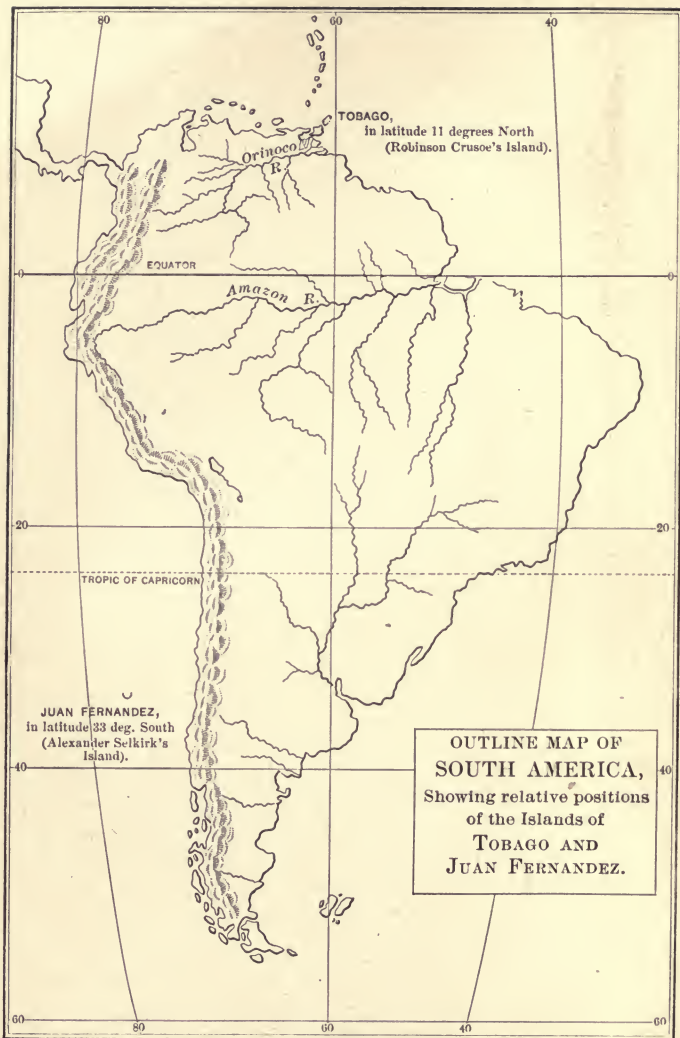 80
60
40
TOBAGO,
in latitude 11 degrees North
(Robinson Crusoe's Island).
Orinoco
R.
EQUATOR
0
0
Amazon R.
20
20
TROPIC OF CAPRICORN
JUAN FERNANDEZ,
in latitude 33 deg. South
(Alexander Selkirk's
Island).
40
40
OUTLINE MAP OF
SOUTH AMERICA,
Showing relative positions
of the Islands of
TOBAGO AND
JUAN FERNANDEZ.
60
60
80
60
40